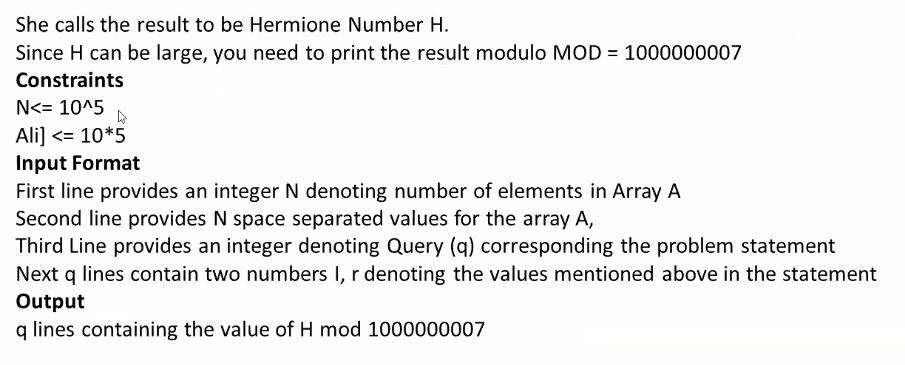 She calls the result to be Hermione Number H.
Since H can be large, you need to print the result modulo MOD = 1000000007
Constraints
N<= 10^5
Ali] <= 10*5
Input Format
First line provides an integer N denoting number of elements in Array A
Second line provides N space separated values for the array A,
Third Line provides an integer denoting Query (q) corresponding the problem statement
Next q lines contain two numbers l, r denoting the values mentioned above in the statement
Output
q lines containing the value of H mod 1000000007